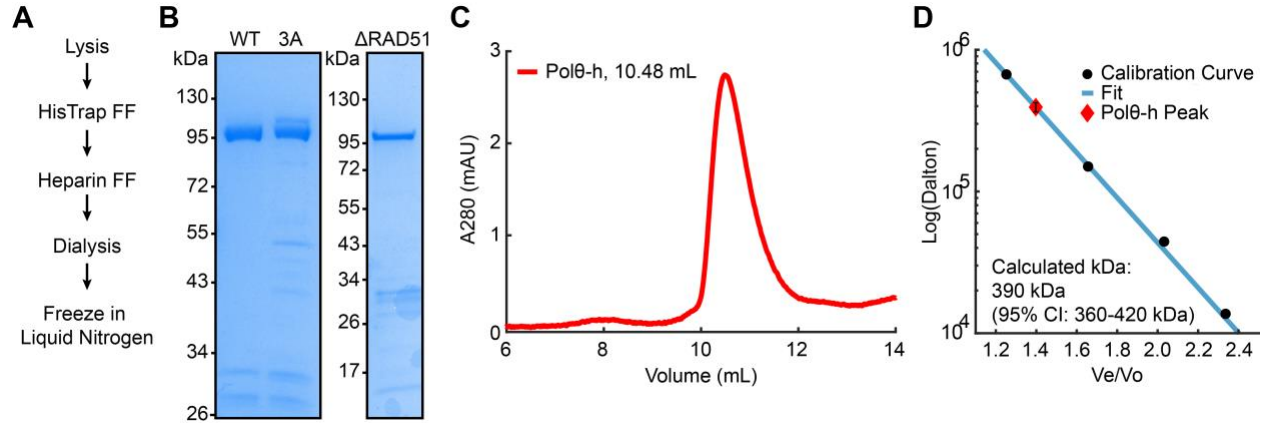 A
Lysis
HisTrap FF
Heparin FF
Dialysis
Freeze in
Liquid Nitrogen
B
WT 3A
kDa
130
95
72
55
43
34
26
ΔRAD51
kDa
130
95
72
55
43
34
26
17
C
3
2
1
0
A280 (mAU)
Polθ-h, 10.48 mL
6 8 10 12 14
Volume (mL)
D
10^6
10^5
10^4
Log(Dalton)
Calibration Curve
Fit
Polθ-h Peak
Calculated kDa:
390 kDa
(95% CI: 360-420 kDa)
1.2 1.4 1.6 1.8 2.0 2.2 2.4
Ve/Vo